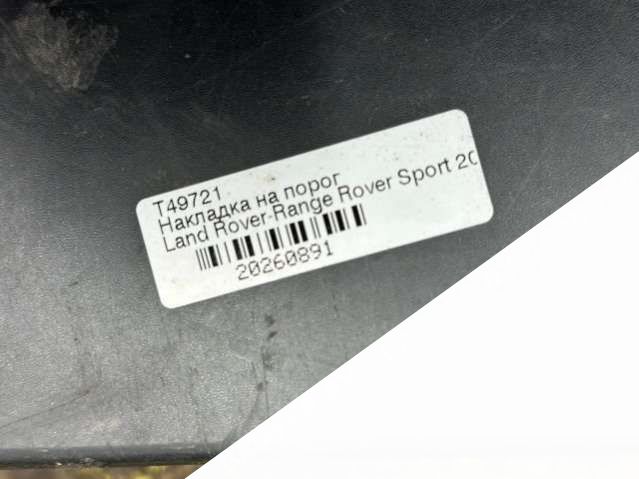 T49721
Накладка на порог
Land Rover-Range Rover Sport 20
20260891